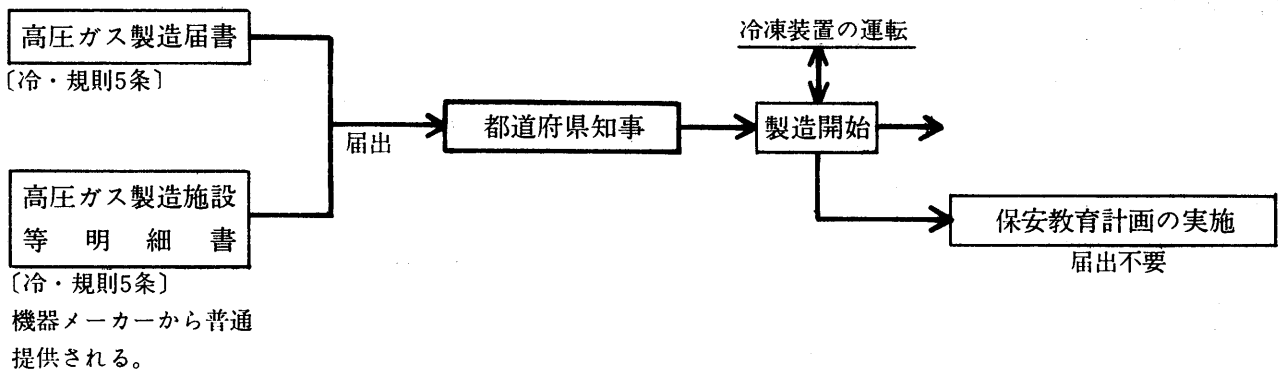 高圧ガス製造届書
〔冷・規則5条〕
高圧ガス製造施設
等明細書
〔冷・規則5条〕
機器メーカーから普通
提供される。
届出
都道府県知事
冷凍装置の運転
製造開始
保安教育計画の実施
届出不要